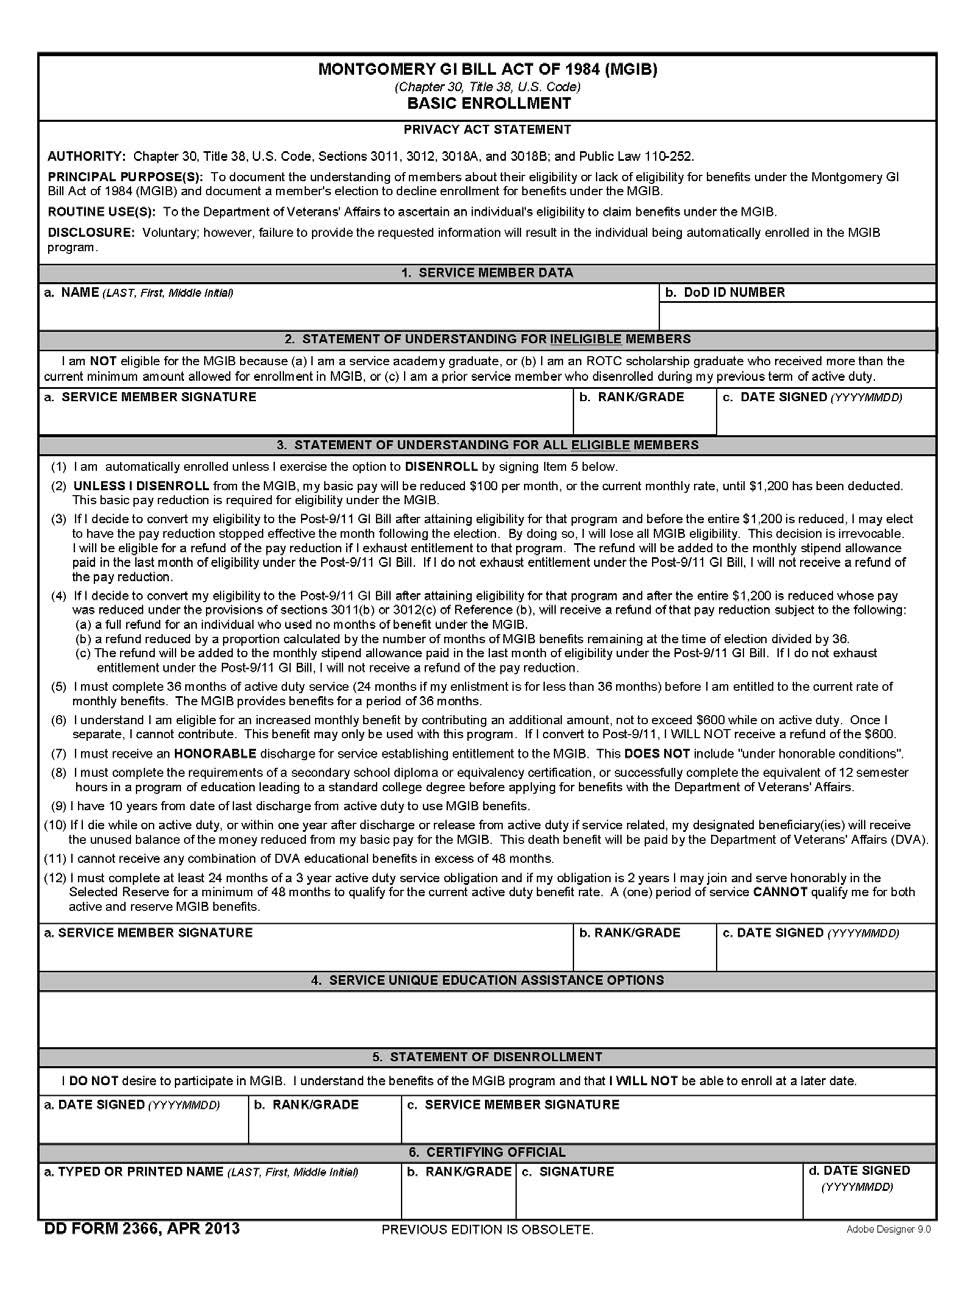 MONTGOMERY GI BILL ACT OF 1984 (MGIB)
(Chapter 30, Title 38, U.S. Code)
BASIC ENROLLMENT
PRIVACY ACT STATEMENT
AUTHORITY: Chapter 30, Title 38, U.S. Code, Sections 3011, 3012, 3018A, and 3018B; and Public Law 110-252.
PRINCIPAL PURPOSE(S): To document the understanding of members about their eligibility or lack of eligibility for benefits under the Montgomery GI
Bill Act of 1984 (MGIB) and document a member's election to decline enrollment for benefits under the MGIB.
ROUTINE USE(S): To the Department of Veterans' Affairs to ascertain an individual's eligibility to claim benefits under the MGIB.
DISCLOSURE: Voluntary; however, failure to provide the requested information will result in the individual being automatically enrolled in the MGIB
program.
1. SERVICE MEMBER DATA
a. NAME (LAST, First, Middle Initial)
b. DoD ID NUMBER
2. STATEMENT OF UNDERSTANDING FOR INELIGIBLE MEMBERS
I am NOT eligible for the MGIB because (a) I am a service academy graduate, or (b) I am an ROTC scholarship graduate who received more than the
current minimum amount allowed for enrollment in MGIB, or (c) I am a prior service member who disenrolled during my previous term of active duty.
a. SERVICE MEMBER SIGNATURE
b. RANK/GRADE
c. DATE SIGNED (YYYYMMDD)
3. STATEMENT OF UNDERSTANDING FOR ALL ELIGIBLE MEMBERS
(1) I am automatically enrolled unless I exercise the option to DISENROLL by signing Item 5 below.
(2) UNLESS I DISENROLL from the MGIB, my basic pay will be reduced $100 per month, or the current monthly rate, until $1,200 has been deducted.
This basic pay reduction is required for eligibility under the MGIB.
(3) If I decide to convert my eligibility to the Post-9/11 GI Bill after attaining eligibility for that program and before the entire $1,200 is reduced, I may elect
to have the pay reduction stopped effective the month following the election. By doing so, I will lose all MGIB eligibility. This decision is irrevocable.
I will be eligible for a refund of the pay reduction if I exhaust entitlement to that program. The refund will be added to the monthly stipend allowance
paid in the last month of eligibility under the Post-9/11 GI Bill. If I do not exhaust entitlement under the Post-9/11 GI Bill, I will not receive a refund of
the pay reduction.
(4) If I decide to convert my eligibility to the Post-9/11 GI Bill after attaining eligibility for that program and after the entire $1,200 is reduced whose pay
was reduced under the provisions of sections 3011(b) or 3012(c) of Reference (b), will receive a refund of that pay reduction subject to the following:
(a) a full refund for an individual who used no months of benefit under the MGIB.
(b) a refund reduced by a proportion calculated by the number of months of MGIB benefits remaining at the time of election divided by 36.
(c) The refund will be added to the monthly stipend allowance paid in the last month of eligibility under the Post-9/11 GI Bill. If I do not exhaust
entitlement under the Post-9/11 GI Bill, I will not receive a refund of the pay reduction.
(5) I must complete 36 months of active duty service (24 months if my enlistment is for less than 36 months) before I am entitled to the current rate of
monthly benefits. The MGIB provides benefits for a period of 36 months.
(6) I understand I am eligible for an increased monthly benefit by contributing an additional amount, not to exceed $600 while on active duty. Once I
separate, I cannot contribute. This benefit may only be used with this program. If I convert to Post-9/11, I WILL NOT receive a refund of the $600.
(7) I must receive an HONORABLE discharge for service establishing entitlement to the MGIB. This DOES NOT include "under honorable conditions".
(8) I must complete the requirements of a secondary school diploma or equivalency certification, or successfully complete the equivalent of 12 semester
hours in a program of education leading to a standard college degree before applying for benefits with the Department of Veterans' Affairs.
(9) I have 10 years from date of last discharge from active duty to use MGIB benefits.
(10) If I die while on active duty, or within one year after discharge or release from active duty if service related, my designated beneficiary(ies) will receive
the unused balance of the money reduced from my basic pay for the MGIB. This death benefit will be paid by the Department of Veterans' Affairs (DVA).
(11) I cannot receive any combination of DVA educational benefits in excess of 48 months.
(12) I must complete at least 24 months of a 3 year active duty service obligation and if my obligation is 2 years I may join and serve honorably in the
Selected Reserve for a minimum of 48 months to qualify for the current active duty benefit rate. A (one) period of service CANNOT qualify me for both
active and reserve MGIB benefits.
a. SERVICE MEMBER SIGNATURE
b. RANK/GRADE
c. DATE SIGNED (YYYYMMDD)
4. SERVICE UNIQUE EDUCATION ASSISTANCE OPTIONS
5. STATEMENT OF DISENROLLMENT
I DO NOT desire to participate in MGIB. I understand the benefits of the MGIB program and that I WILL NOT be able to enroll at a later date.
a. DATE SIGNED (YYYYMMDD)
b. RANK/GRADE
c. SERVICE MEMBER SIGNATURE
6. CERTIFYING OFFICIAL
a. TYPED OR PRINTED NAME (LAST, First, Middle Initial)
b. RANK/GRADE
c. SIGNATURE
d. DATE SIGNED
(YYYYMMDD)
DD FORM 2366, APR 2013
PREVIOUS EDITION IS OBSOLETE.
Adobe Designer 9.0